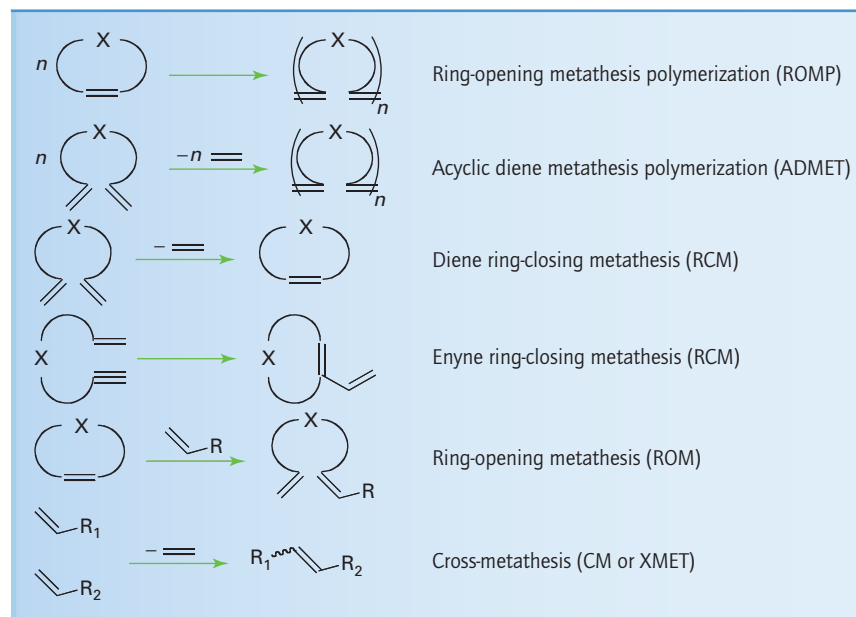 n X X n Ring-opening metathesis polymerization (ROMP)
n X –n X n Acyclic diene metathesis polymerization (ADMET)
X – X Diene ring-closing metathesis (RCM)
X X Enyne ring-closing metathesis (RCM)
X R X R Ring-opening metathesis (ROM)
R1
R2 – R1 R2 Cross-metathesis (CM or XMET)